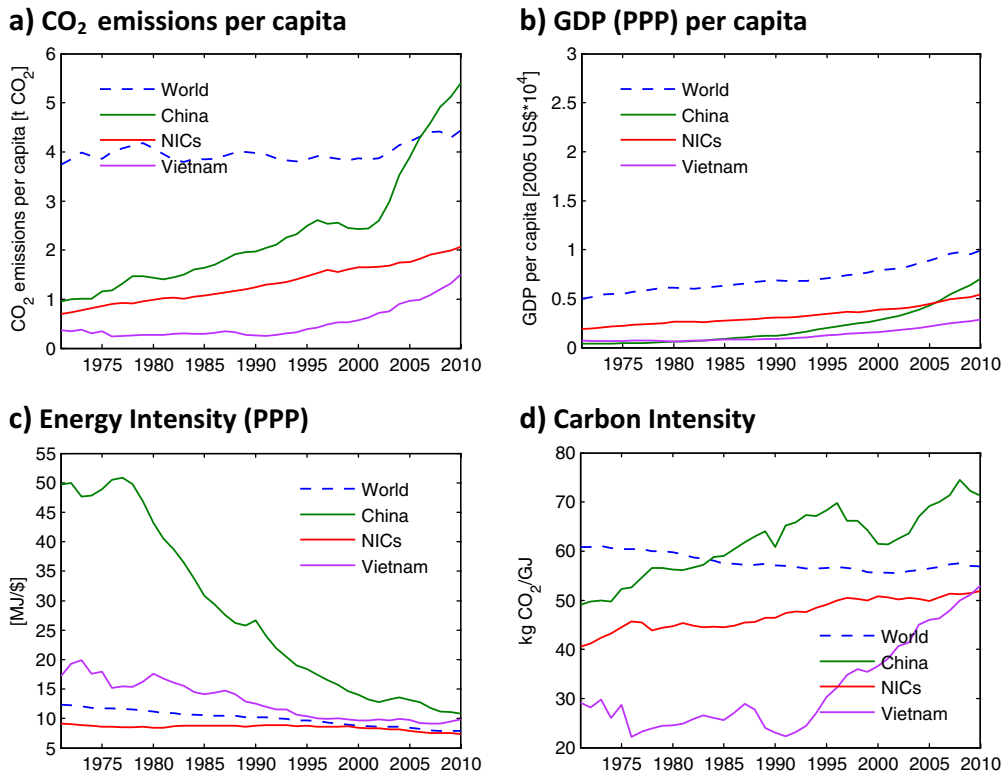 a) CO₂ emissions per capita
CO₂ emissions per capita [t CO₂]
6
5
4
3
2
1
0
World
China
NICs
Vietnam
1975 1980 1985 1990 1995 2000 2005 2010
b) GDP (PPP) per capita
GDP per capita [2005 US$*10⁴]
3
2.5
2
1.5
1
0.5
0
World
China
NICs
Vietnam
1975 1980 1985 1990 1995 2000 2005 2010
c) Energy Intensity (PPP)
[MJ/$]
55
50
45
40
35
30
25
20
15
10
5
World
China
NICs
Vietnam
1975 1980 1985 1990 1995 2000 2005 2010
d) Carbon Intensity
kg CO₂/GJ
80
70
60
50
40
30
20
World
China
NICs
Vietnam
1975 1980 1985 1990 1995 2000 2005 2010